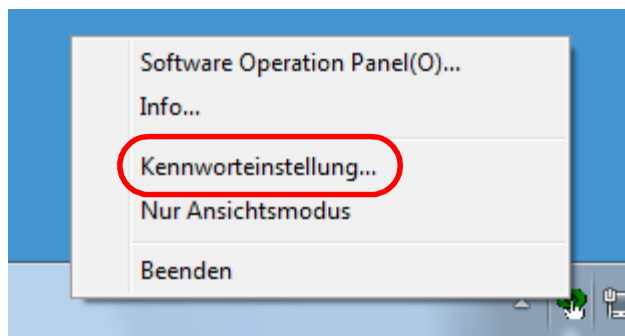 Software Operation Panel(O)...
Info...
Kennworteinstellung...
Nur Ansichtsmodus
Beenden